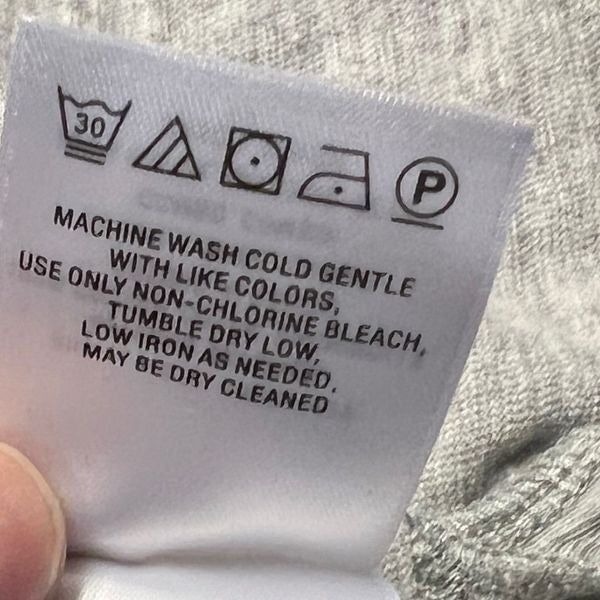 30 P
MACHINE WASH COLD GENTLE
WITH LIKE COLORS,
USE ONLY NON-CHLORINE BLEACH,
TUMBLE DRY LOW,
LOW IRON AS NEEDED.
MAY BE DRY CLEANED